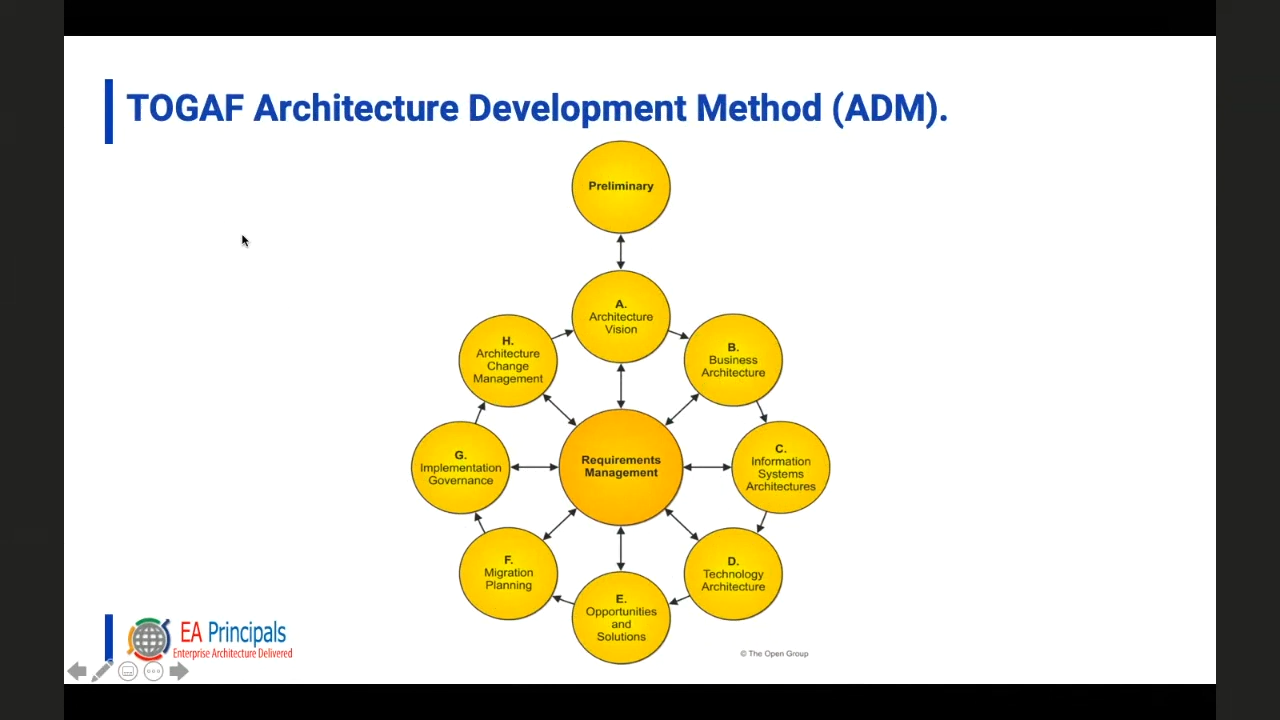 TOGAF Architecture Development Method (ADM).
Preliminary
A.
Architecture
Vision
B.
Business
Architecture
C.
Information
Systems
Architectures
D.
Technology
Architecture
E.
Opportunities
and
Solutions
F.
Migration
Planning
G.
Implementation
Governance
H.
Architecture
Change
Management
Requirements
Management
© The Open Group
EA Principals
Enterprise Architecture Delivered